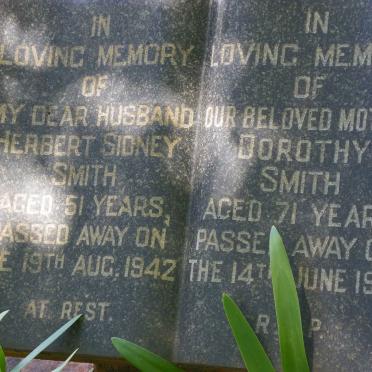 IN
LOVING MEMORY
OF
MY DEAR HUSBAND
HERBERT SIDNEY
SMITH
AGED 51 YEARS,
PASSED AWAY ON
THE 19TH AUG. 1942
AT REST.
IN
LOVING MEM
OF
OUR BELOVED MOT
DOROTHY
SMITH
AGED 71 YEAR
PASSED AWAY O
THE 14TH JUNE 19
R P